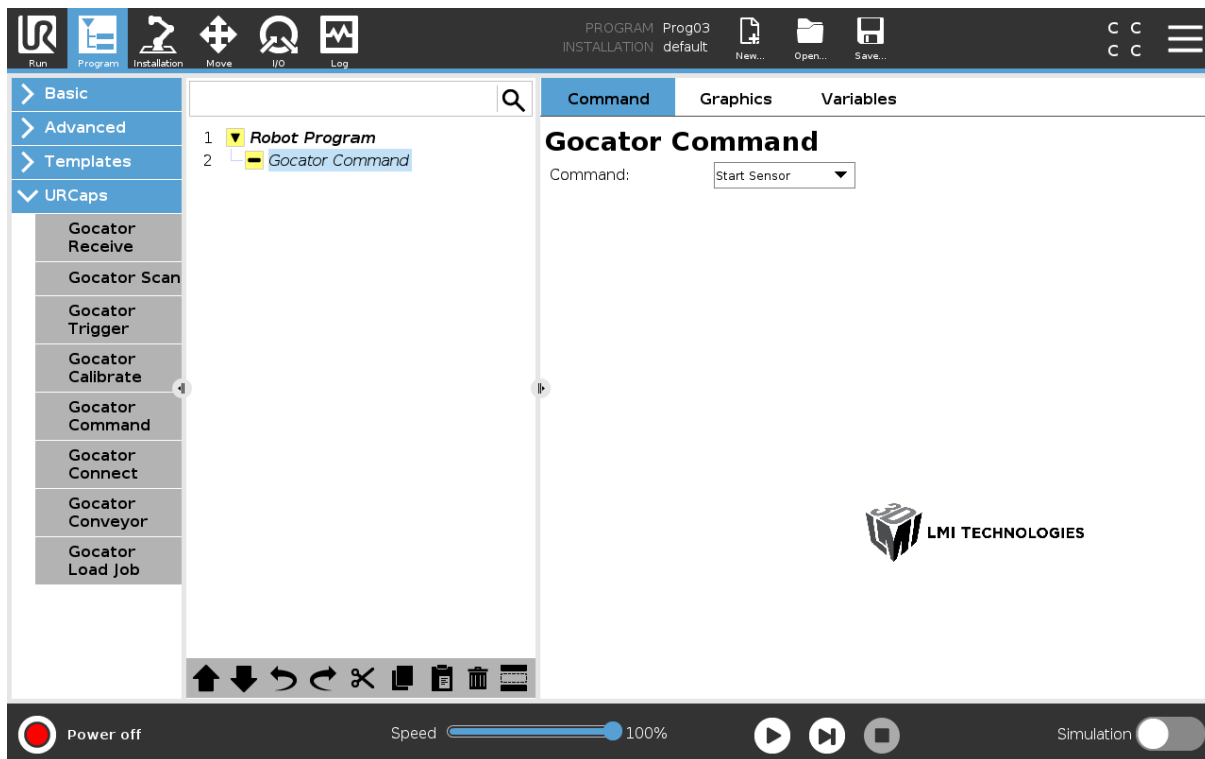 PROGRAM Prog03
INSTALLATION default
C C
C C
Run Program Installation Move I/O Log New... Open... Save...
Basic
Advanced
Templates
URCaps
Gocator
Receive
Gocator Scan
Gocator
Trigger
Gocator
Calibrate
Gocator
Command
Gocator
Connect
Gocator
Conveyor
Gocator
Load Job
1 Robot Program
2 Gocator Command
Command Graphics Variables
Gocator Command
Command: Start Sensor
3D
LMI
LMI TECHNOLOGIES
Power off
Speed 100%
Simulation